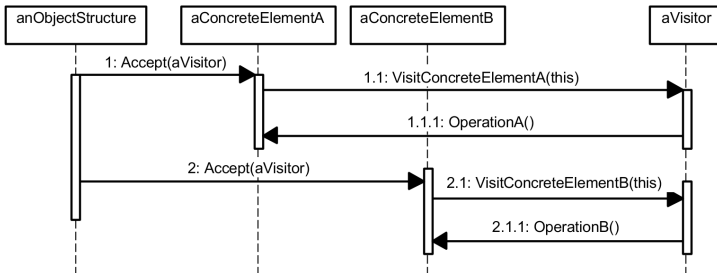 anObjectStructure
aConcreteElementA
aConcreteElementB
aVisitor
1: Accept(aVisitor)
1.1: VisitConcreteElementA(this)
1.1.1: OperationA()
2: Accept(aVisitor)
2.1: VisitConcreteElementB(this)
2.1.1: OperationB()